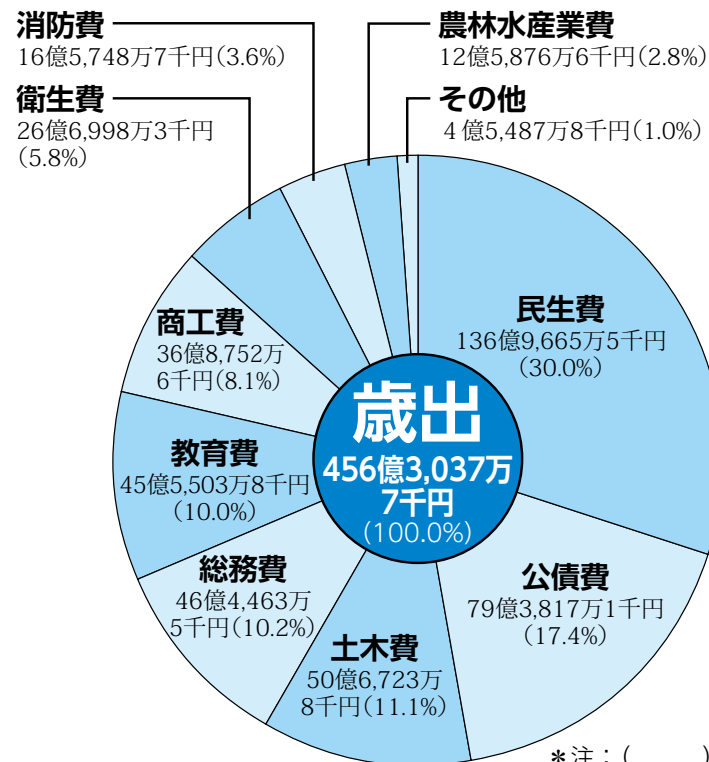 消防費
16億5,748万7千円(3.6%)
農林水産業費
12億5,876万6千円(2.8%)
衛生費
26億6,998万3千円
(5.8%)
その他
4億5,487万8千円(1.0%)
民生費
136億9,665万5千円
(30.0%)
商工費
36億8,752万
6千円(8.1%)
歳出
456億3,037万
7千円
(100.0%)
教育費
45億5,503万8千円
(10.0%)
総務費
46億4,463万
5千円(10.2%)
公債費
79億3,817万1千円
(17.4%)
土木費
50億6,723万
8千円(11.1%)
*注：(　　)